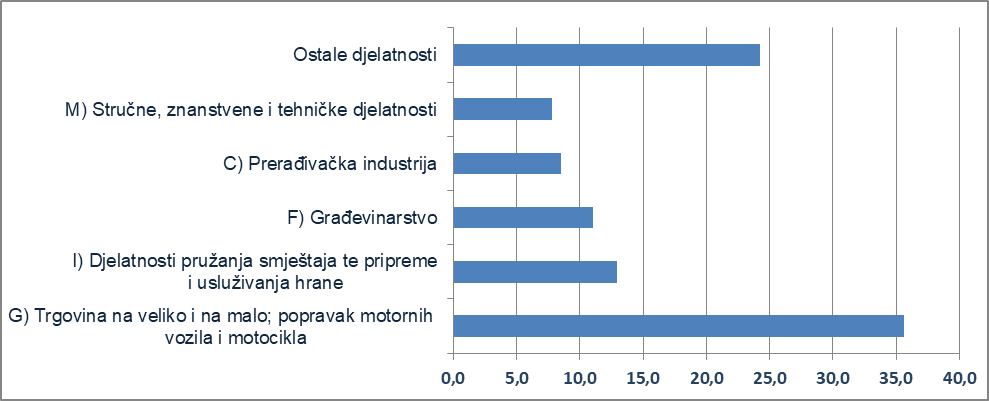 Ostale djelatnosti
M) Stručne, znanstvene i tehničke djelatnosti
C) Prerađivačka industrija
F) Građevinarstvo
I) Djelatnosti pružanja smještaja te pripreme
i usluživanja hrane
G) Trgovina na veliko i na malo; popravak motornih
vozila i motocikla
0,0 5,0 10,0 15,0 20,0 25,0 30,0 35,0 40,0